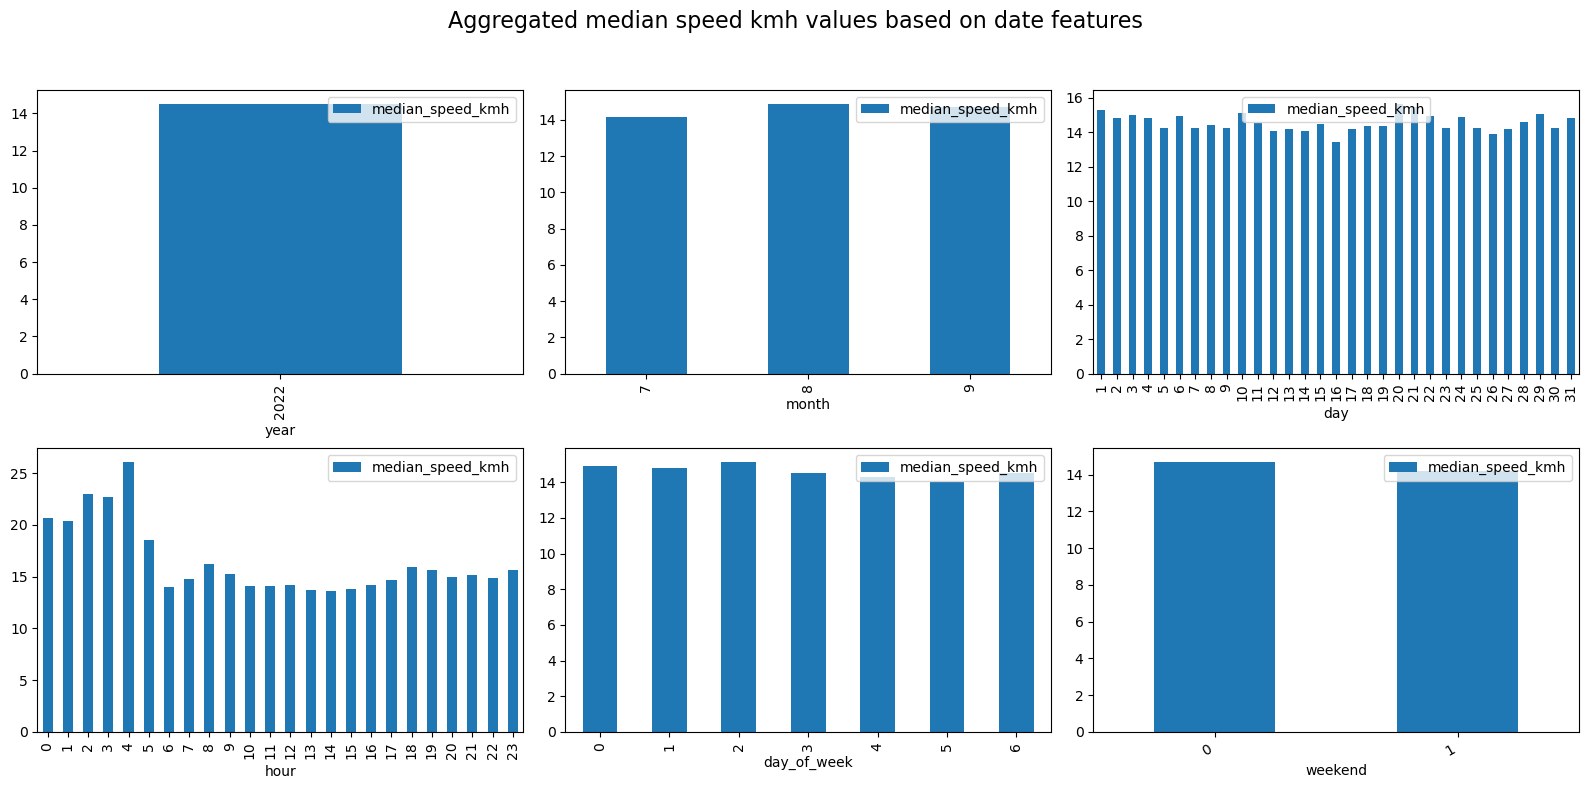 Aggregated median speed kmh values based on date features
median_speed_kmh
14
12
10
8
6
4
2
0
2022
year
median_speed_kmh
14
12
10
8
6
4
2
0
7 8 9
month
median_speed_kmh
16
14
12
10
8
6
4
2
0
1 2 3 4 5 6 7 8 9 10 11 12 13 14 15 16 17 18 19 20 21 22 23 24 25 26 27 28 29 30 31
day
median_speed_kmh
25
20
15
10
5
0
0 1 2 3 4 5 6 7 8 9 10 11 12 13 14 15 16 17 18 19 20 21 22 23
hour
median_speed_kmh
14
12
10
8
6
4
2
0
0 1 2 3 4 5 6
day_of_week
median_speed_kmh
14
12
10
8
6
4
2
0
0 1
weekend